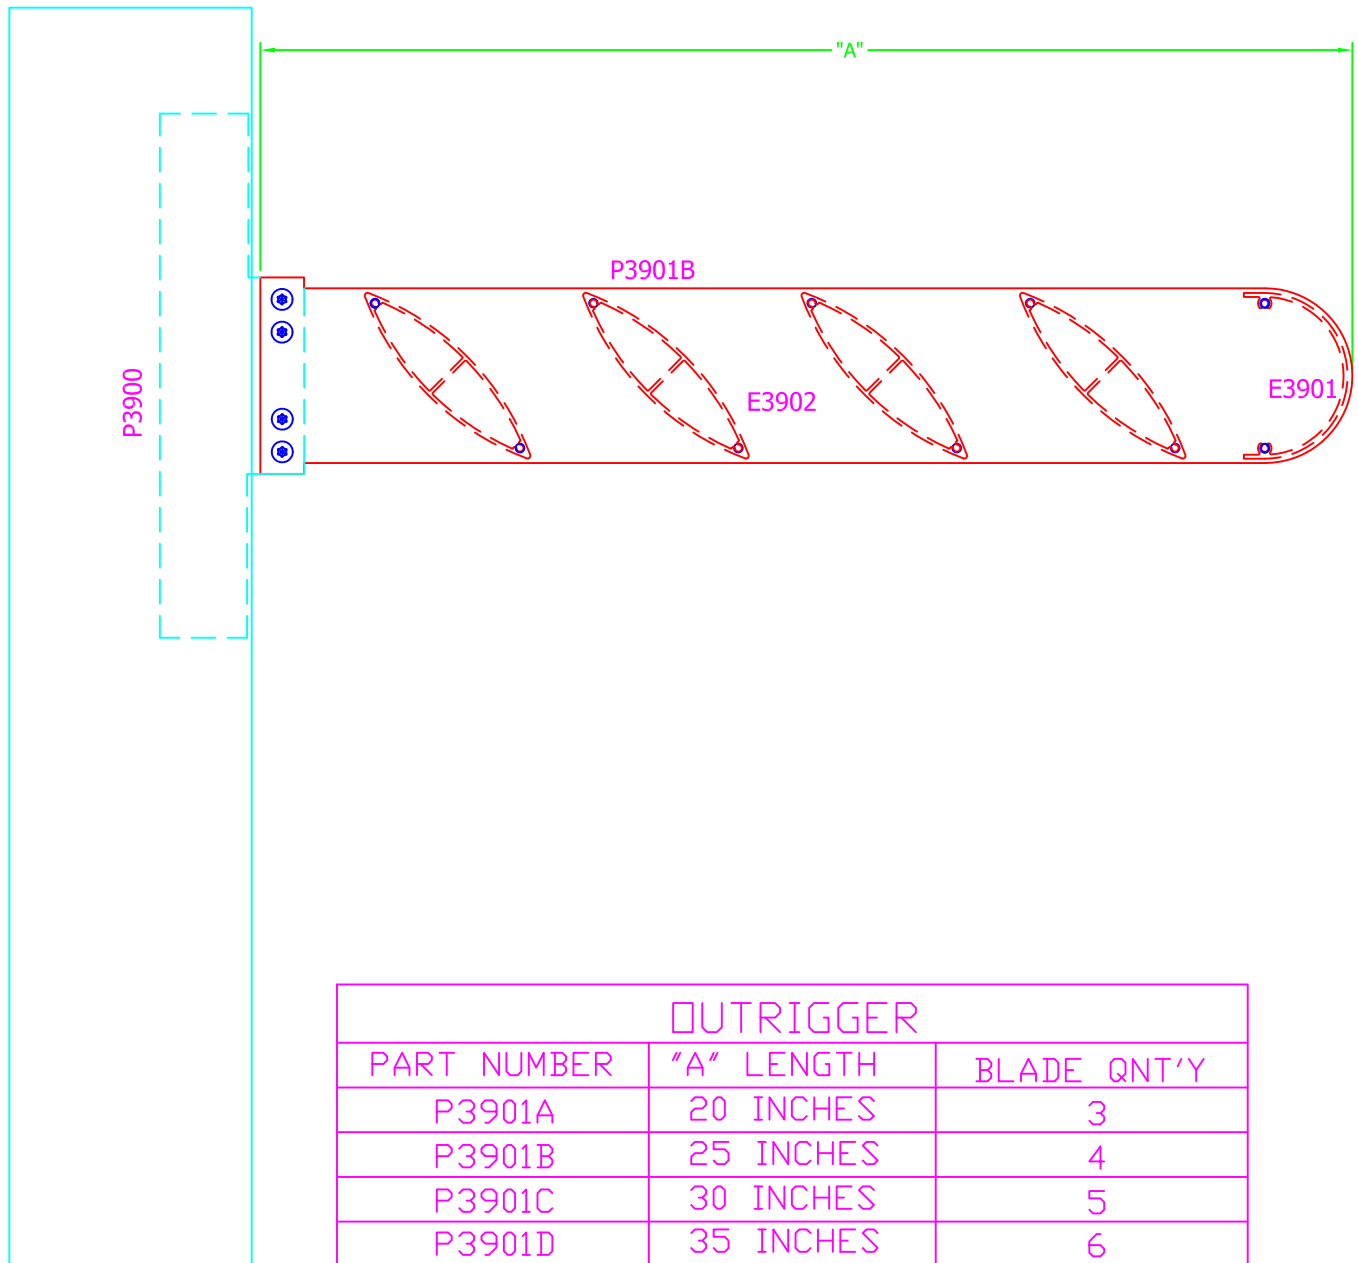 "A"
P3901B
P3900
E3902
E3901
OUTRIGGER
PART NUMBER "A" LENGTH BLADE QNT'Y
P3901A 20 INCHES 3
P3901B 25 INCHES 4
P3901C 30 INCHES 5
P3901D 35 INCHES 6